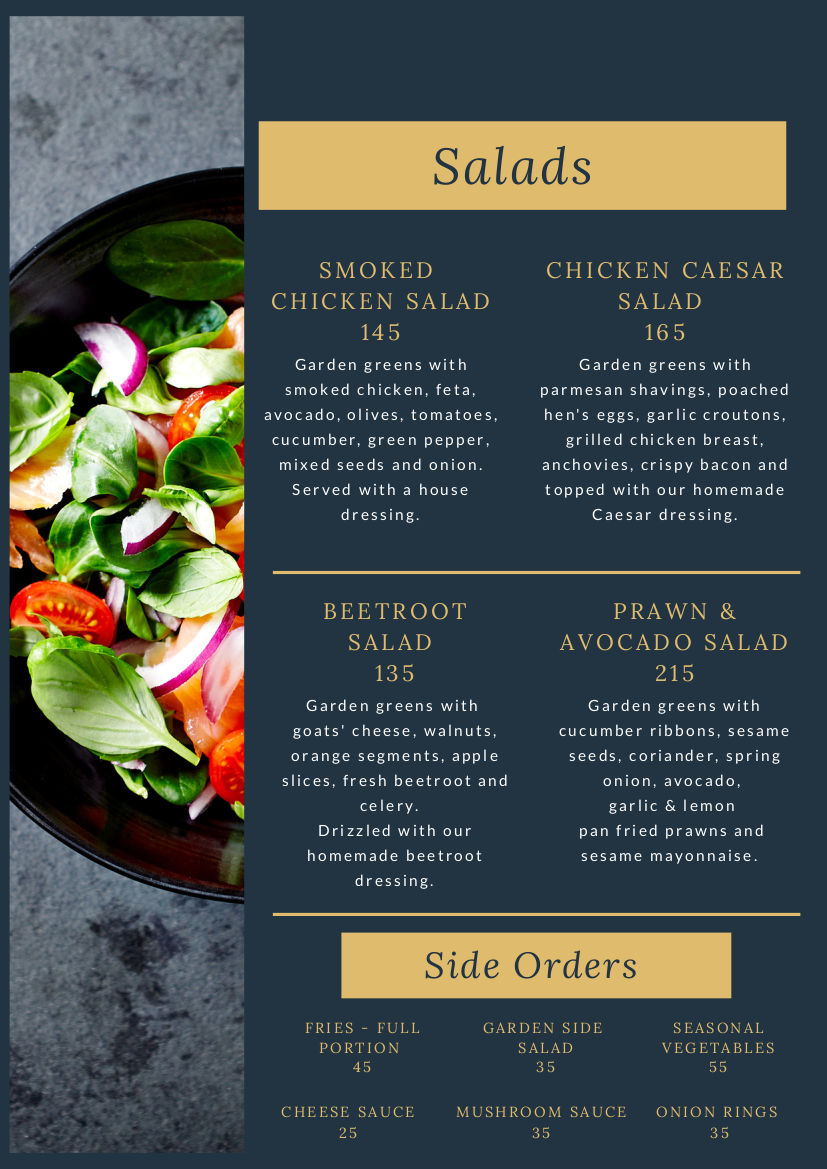 Salads
SMOKED
CHICKEN SALAD
145
Garden greens with
smoked chicken, feta,
avocado, olives, tomatoes,
cucumber, green pepper,
mixed seeds and onion.
Served with a house
dressing.
CHICKEN CAESAR
SALAD
165
Garden greens with
parmesan shavings, poached
hen's eggs, garlic croutons,
grilled chicken breast,
anchovies, crispy bacon and
topped with our homemade
Caesar dressing.
BEETROOT
SALAD
135
Garden greens with
goats' cheese, walnuts,
orange segments, apple
slices, fresh beetroot and
celery.
Drizzled with our
homemade beetroot
dressing.
PRAWN &
AVOCADO SALAD
215
Garden greens with
cucumber ribbons, sesame
seeds, coriander, spring
onion, avocado,
garlic & lemon
pan fried prawns and
sesame mayonnaise.
Side Orders
FRIES - FULL
PORTION
45
GARDEN SIDE
SALAD
35
SEASONAL
VEGETABLES
55
CHEESE SAUCE
25
MUSHROOM SAUCE
35
ONION RINGS
35